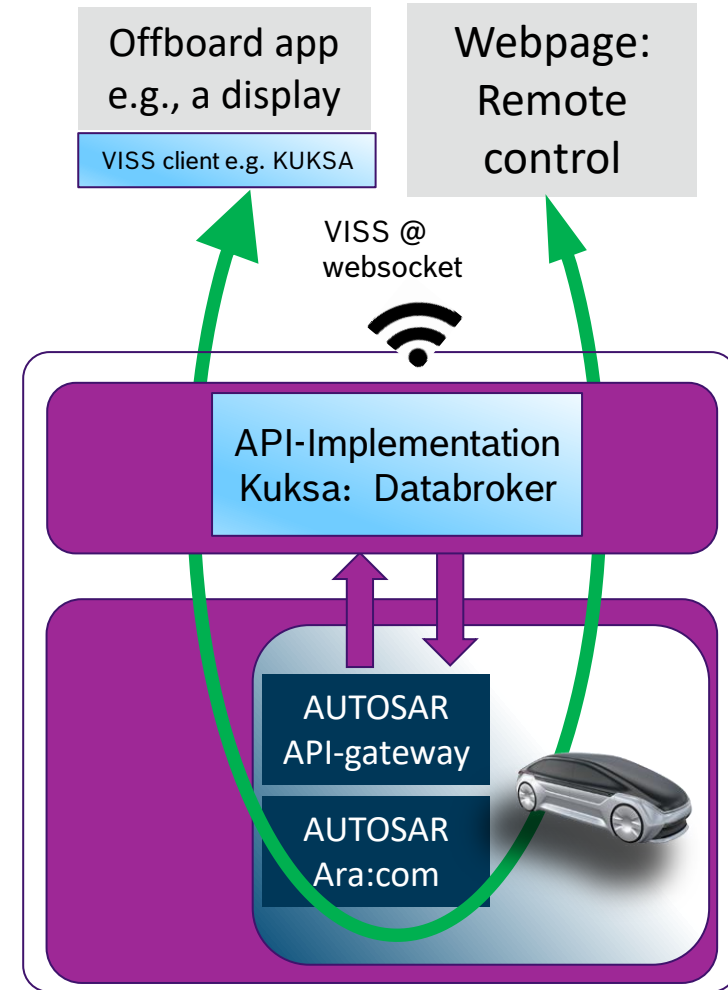 Offboard app
e.g., a display
VISS client e.g. KUKSA
Webpage:
Remote
control
VISS @
websocket
API-Implementation
Kuksa: Databroker
AUTOSAR
API-gateway
AUTOSAR
Ara:com